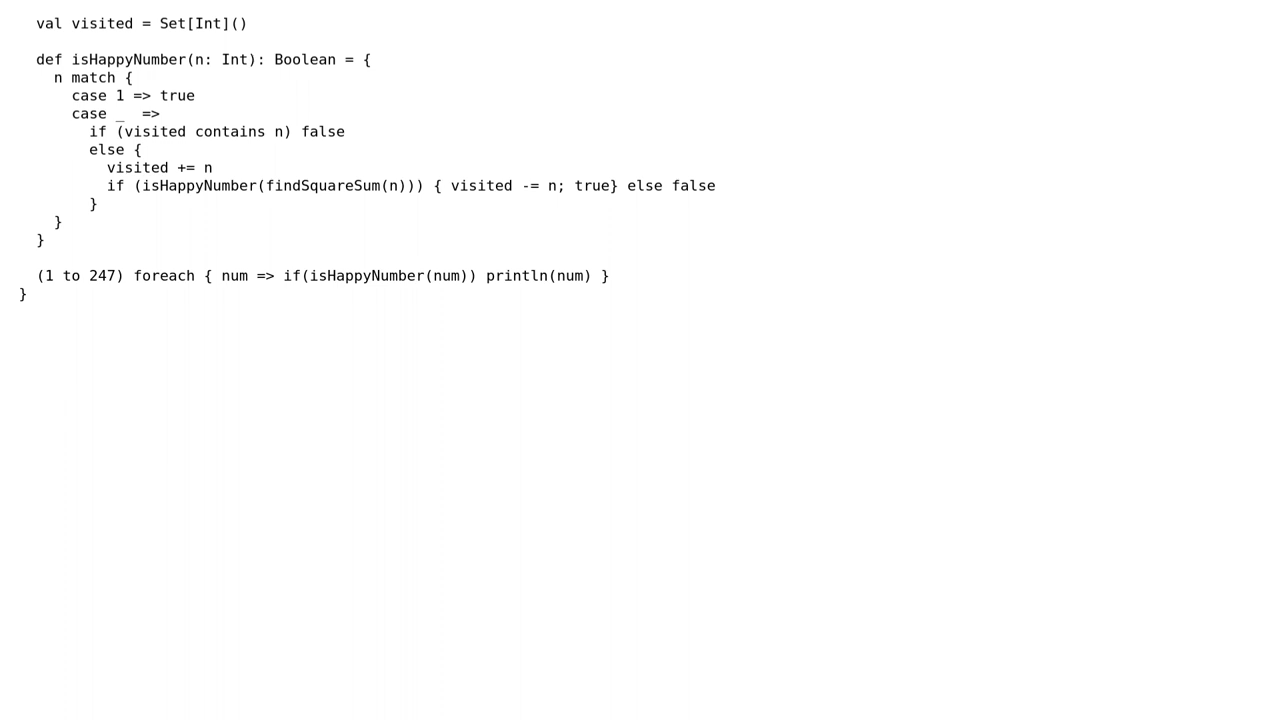 val visited = Set[Int]()

  def isHappyNumber(n: Int): Boolean = {
    n match {
      case 1 => true
      case _  =>
        if (visited contains n) false
        else {
          visited += n
          if (isHappyNumber(findSquareSum(n))) { visited -= n; true} else false
        }
    }
  }

  (1 to 247) foreach { num => if(isHappyNumber(num)) println(num) }
}